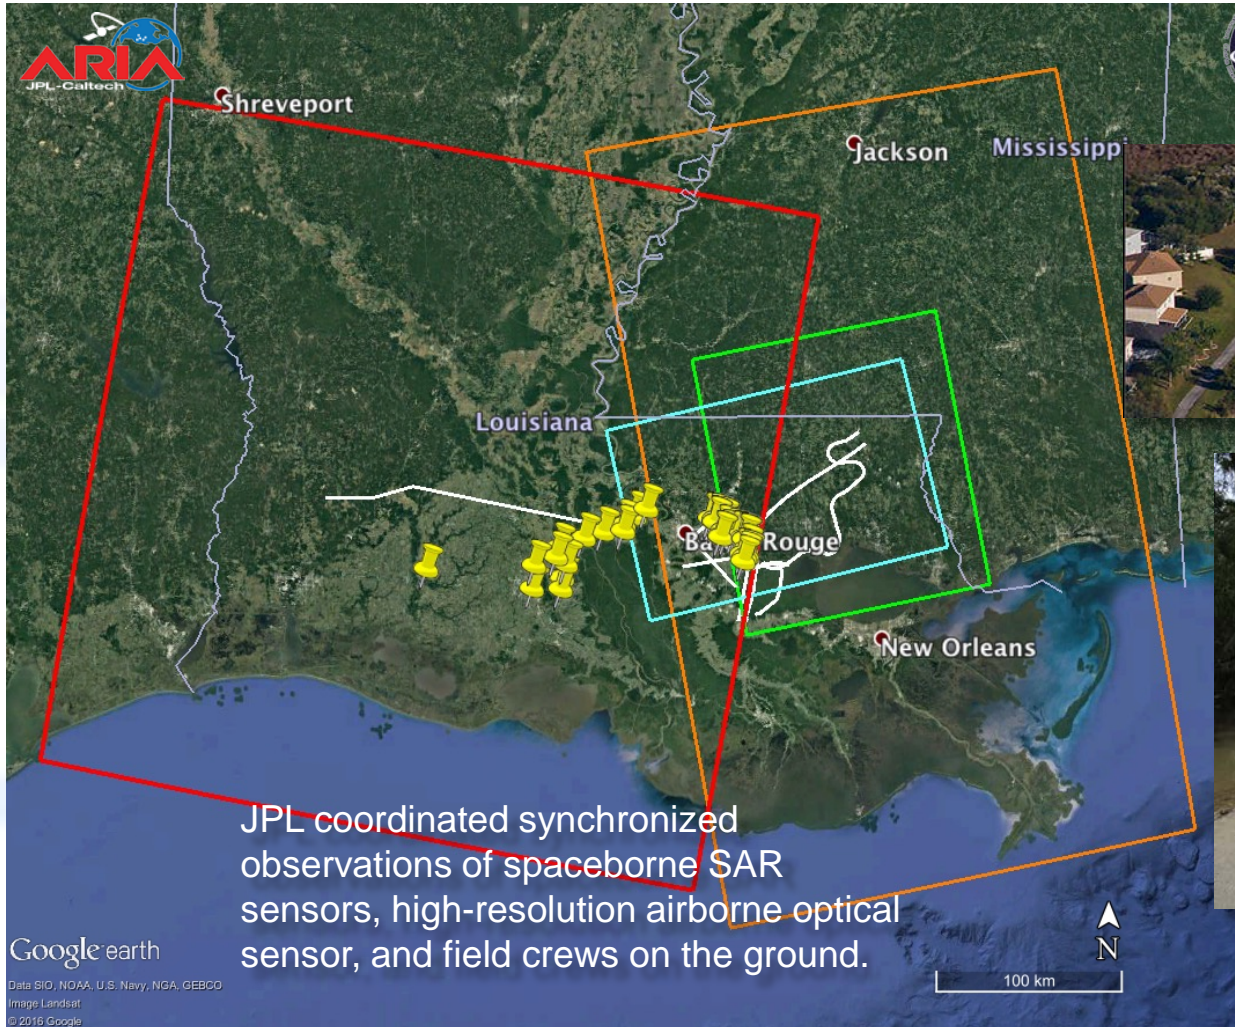 ARIA
JPL-Caltech
Shreveport
Jackson
Mississippi
Louisiana
Rouge
New Orleans
JPL coordinated synchronized
observations of spaceborne SAR
sensors, high-resolution airborne optical
sensor, and field crews on the ground.
N
100 km
Google earth
Data SIO, NOAA, U.S. Navy, NGA, GEBCO
Image Landsat
© 2016 Google